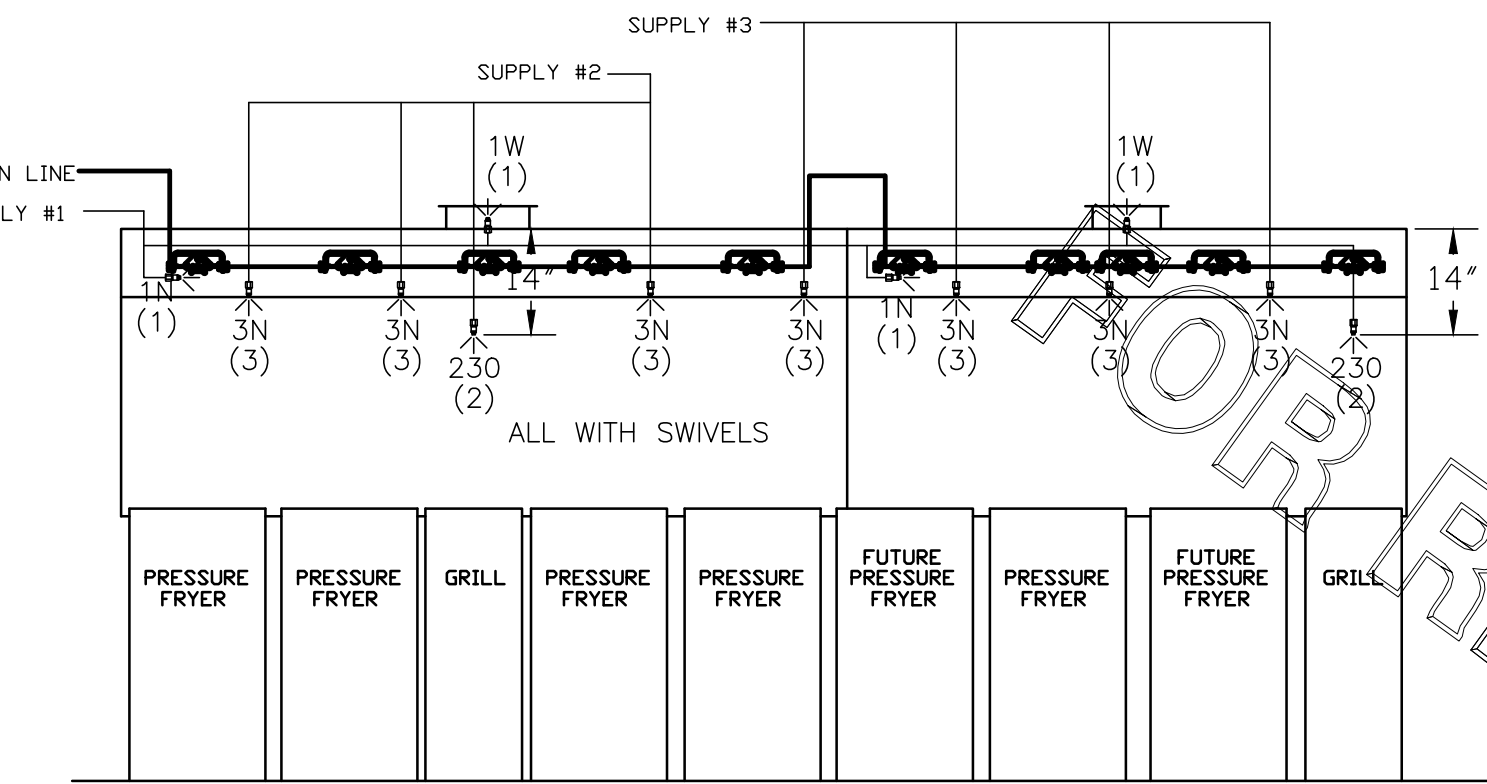 SUPPLY #3
SUPPLY #2
1W
(1)
1W
(1)
N LINE
LY #1
14"
14"
1N
(1)
3N
(3)
3N
(3)
230
(2)
3N
(3)
3N
(3)
1N
(1)
3N
(3)
3N
(3)
3N
(3)
230
(2)
ALL WITH SWIVELS
FOR R
PRESSURE
FRYER
PRESSURE
FRYER
GRILL
PRESSURE
FRYER
PRESSURE
FRYER
FUTURE
PRESSURE
FRYER
PRESSURE
FRYER
FUTURE
PRESSURE
FRYER
GRILL